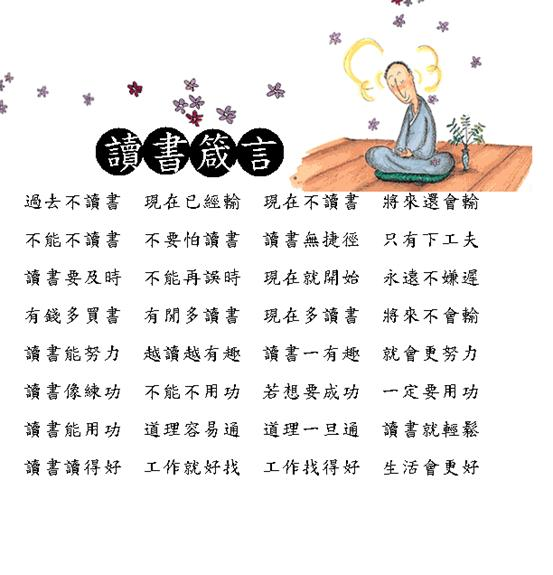 讀書箴言
過去不讀書 現在已經輸 現在不讀書 將來還會輸
不能不讀書 不要怕讀書 讀書無捷徑 只有下工夫
讀書要及時 不能再誤時 現在就開始 永遠不嫌遲
有錢多買書 有閒多讀書 現在多讀書 將來不會輸
讀書能努力 越讀越有趣 讀書一有趣 就會更努力
讀書像練功 不能不用功 若想要成功 一定要用功
讀書能用功 道理容易通 道理一旦通 讀書就輕鬆
讀書讀得好 工作就好找 工作找得好 生活會更好